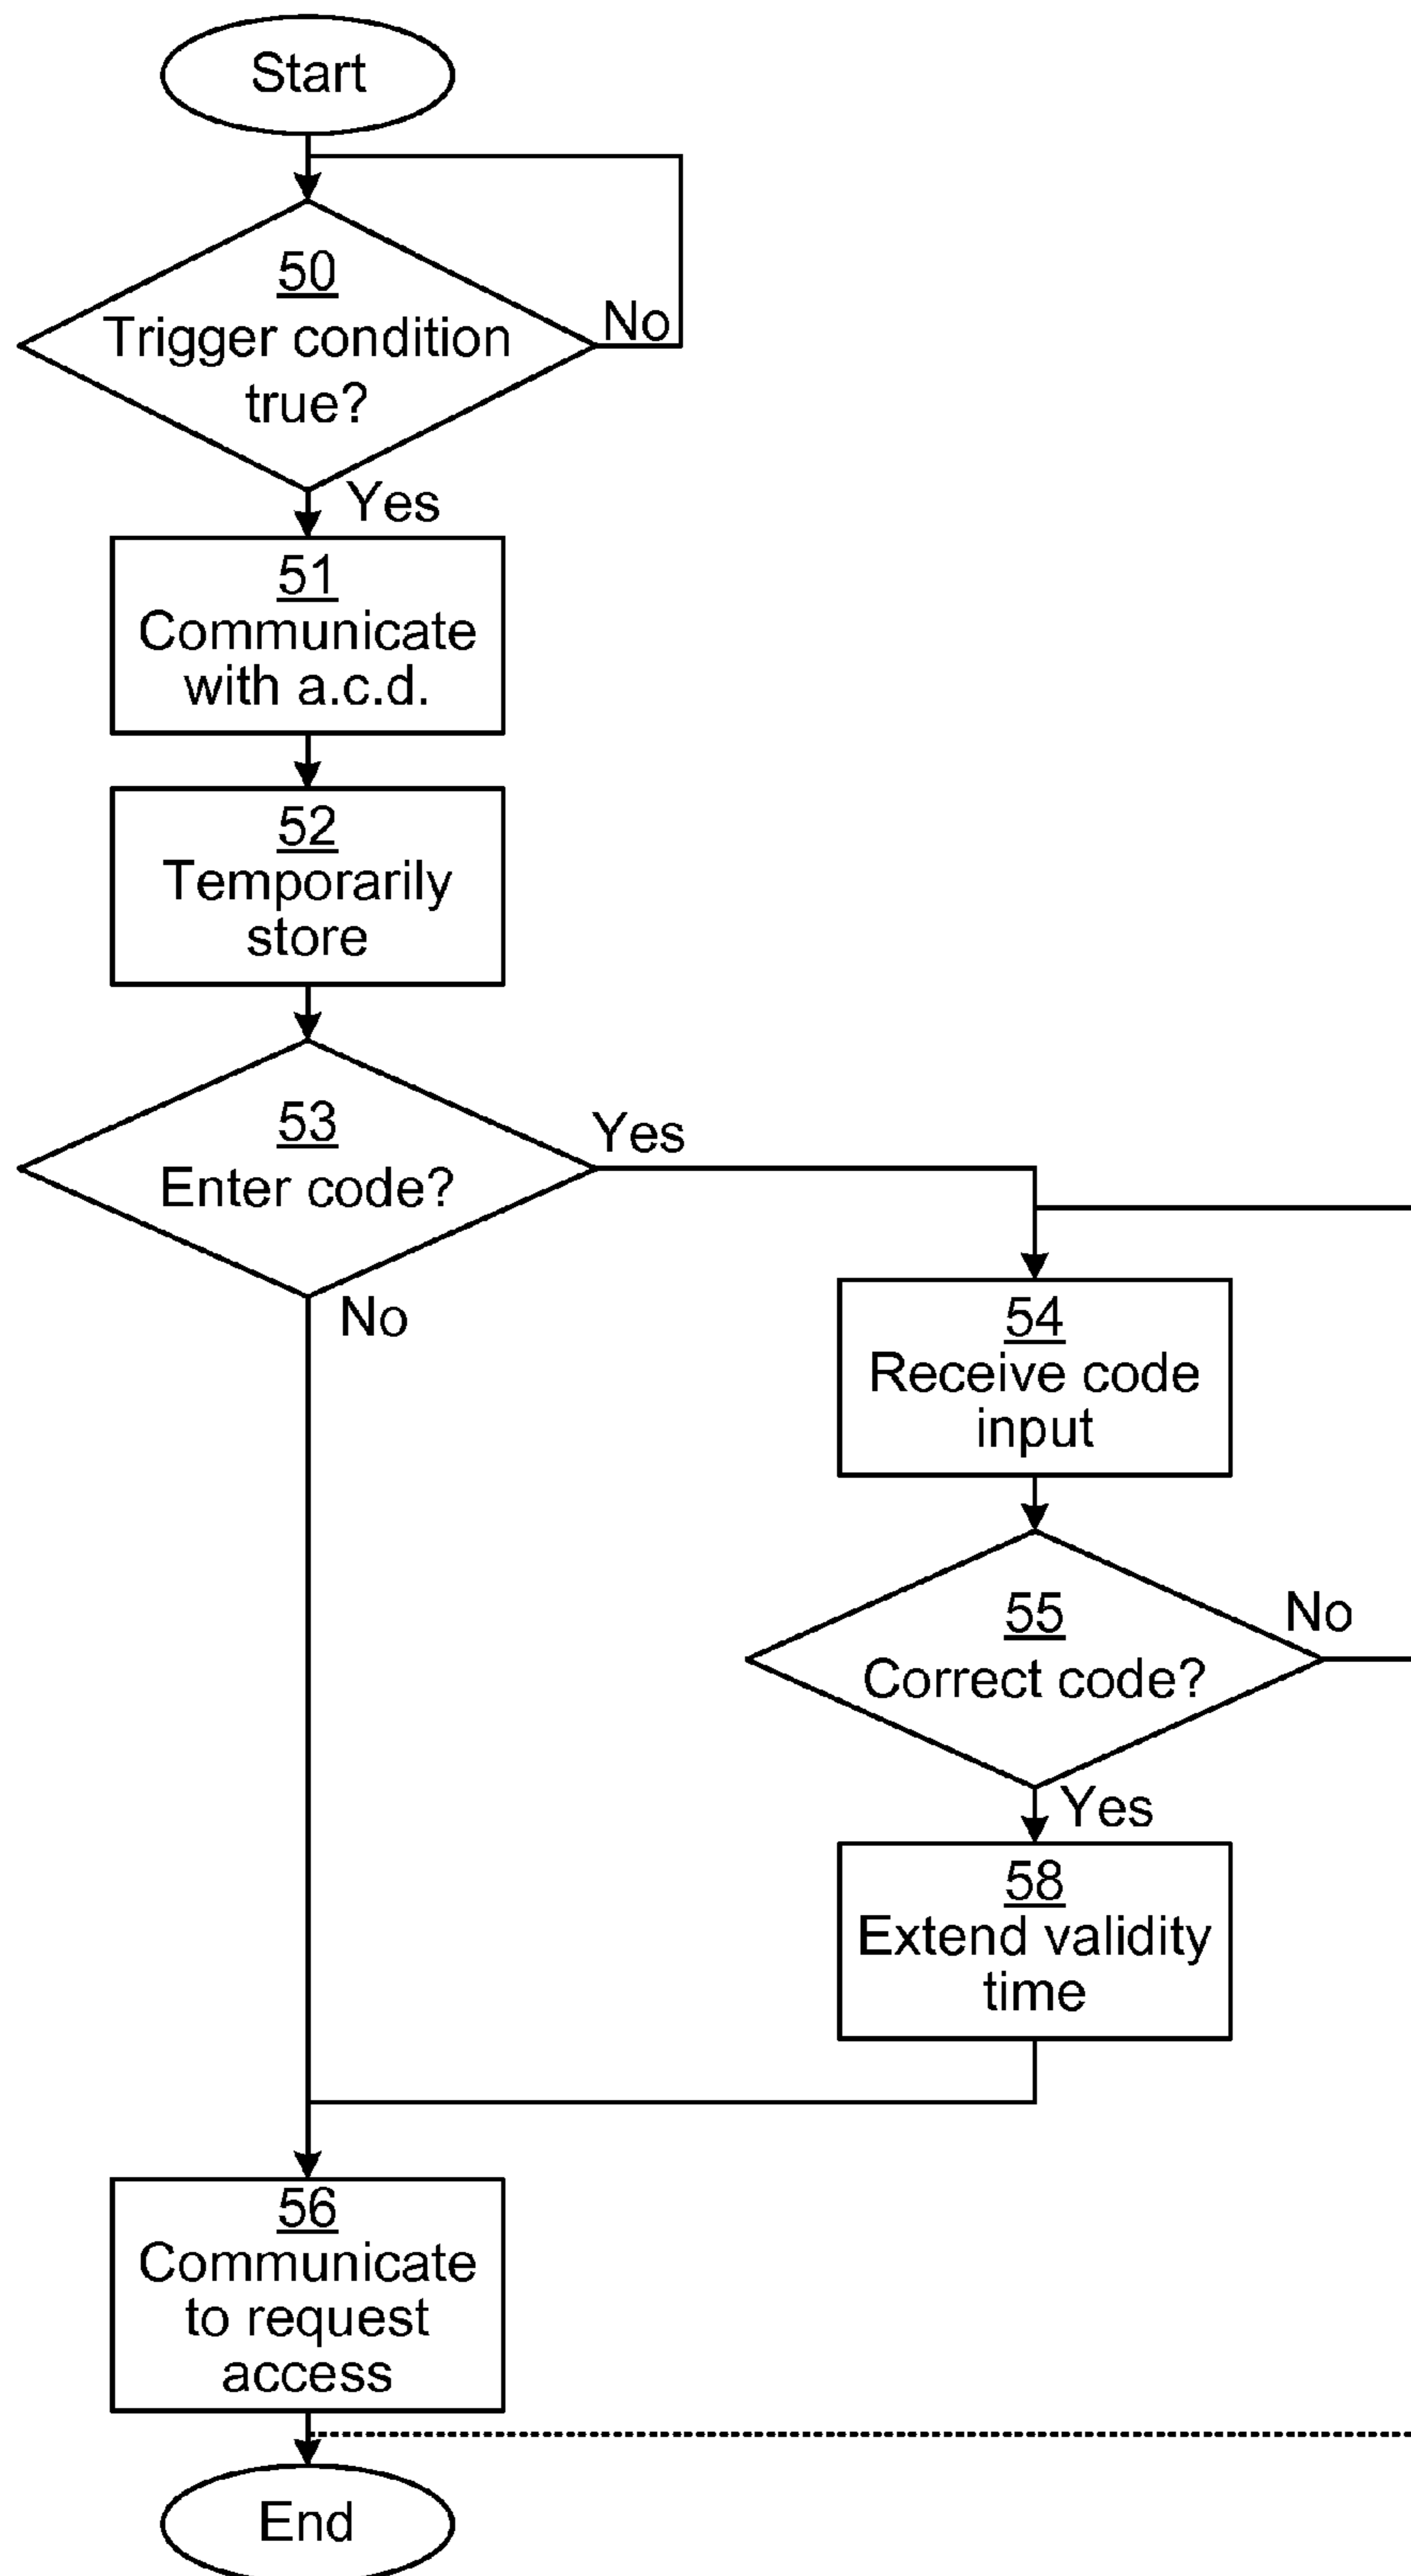 Start
50
Trigger condition
true?
No
Yes
51
Communicate
with a.c.d.
52
Temporarily
store
53
Enter code?
Yes
No
54
Receive code
input
55
Correct code?
No
Yes
58
Extend validity
time
56
Communicate
to request
access
End